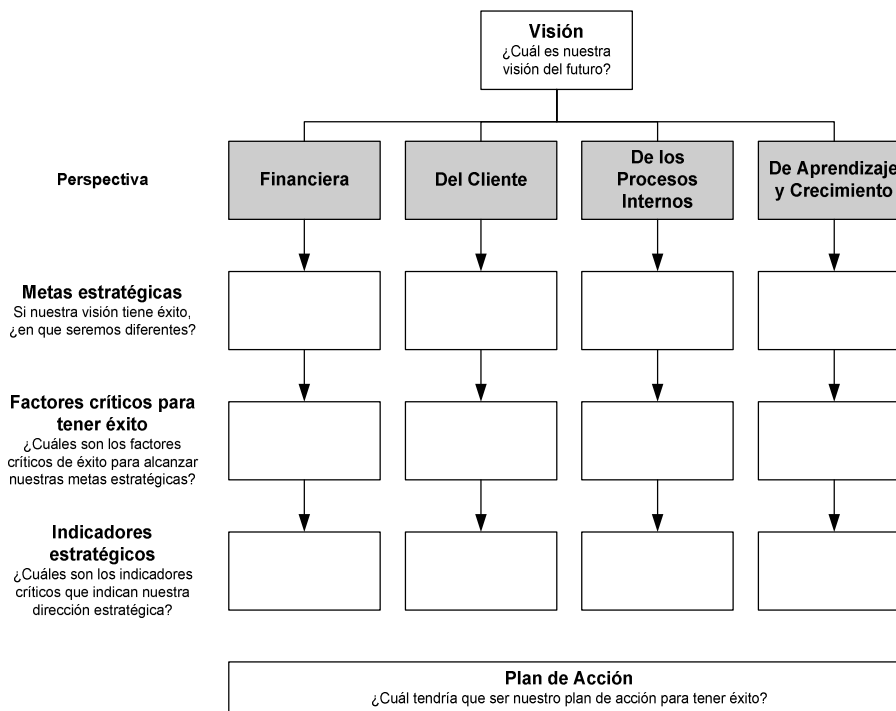 Visión
¿Cuál es nuestra
visión del futuro?
Perspectiva
Financiera
Del Cliente
De los
Procesos
Internos
De Aprendizaje
y Crecimiento
Metas estratégicas
Si nuestra visión tiene éxito,
¿en que seremos diferentes?
Factores críticos para
tener éxito
¿Cuáles son los factores
críticos de éxito para alcanzar
nuestras metas estratégicas?
Indicadores
estratégicos
¿Cuáles son los indicadores
críticos que indican nuestra
dirección estratégica?
Plan de Acción
¿Cuál tendría que ser nuestro plan de acción para tener éxito?